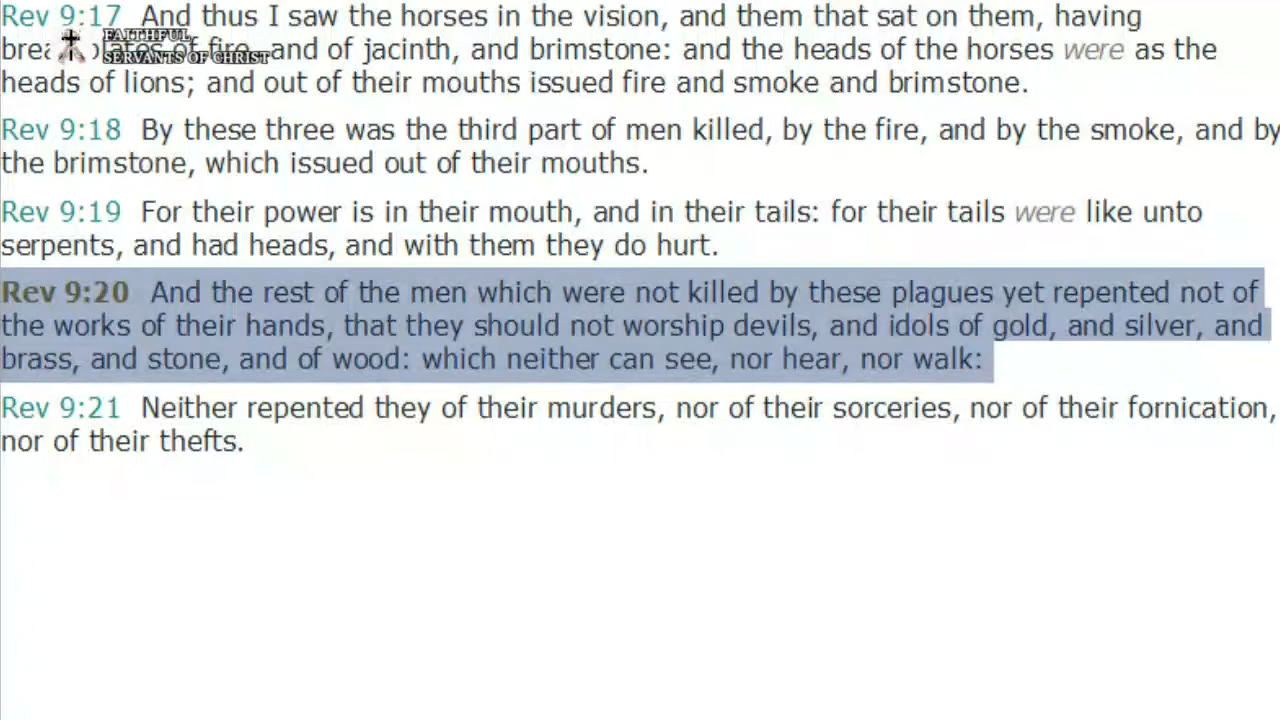 Rev 9:17 And thus I saw the horses in the vision, and them that sat on them, having
FAITHFUL
SERVANTS OF CHRIST
of fire, and of jacinth, and brimstone: and the heads of the horses were as the
heads of lions; and out of their mouths issued fire and smoke and brimstone.
Rev 9:18 By these three was the third part of men killed, by the fire, and by the smoke, and by
the brimstone, which issued out of their mouths.
Rev 9:19 For their power is in their mouth, and in their tails: for their tails were like unto
serpents, and had heads, and with them they do hurt.
Rev 9:20 And the rest of the men which were not killed by these plagues yet repented not of
the works of their hands, that they should not worship devils, and idols of gold, and silver, and
brass, and stone, and of wood: which neither can see, nor hear, nor walk:
Rev 9:21 Neither repented they of their murders, nor of their sorceries, nor of their fornication,
nor of their thefts.